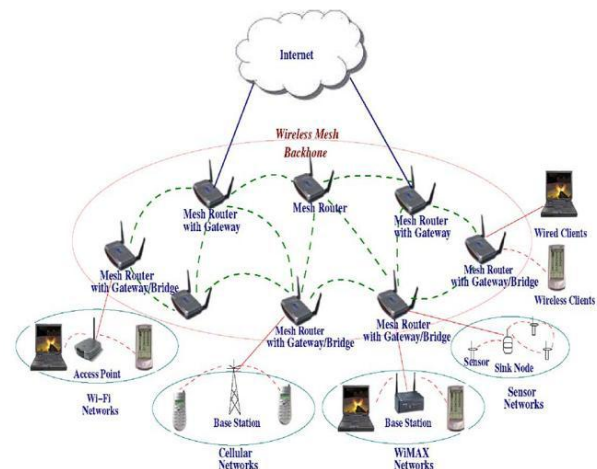 Internet
Wireless Mesh
Backbone
Mesh Router
with Gateway
Mesh Router
Mesh Router
with Gateway
Wired Clients
Mesh Router
with Gateway/Bridge
Mesh Router
with Gateway/Bridge
Wireless Clients
Mesh Router
with Gateway/Bridge
Mesh Router
with Gateway/Bridge
Access Point
Wi-Fi
Networks
Base Station
Cellular
Networks
Base Station
WiMAX
Networks
Sensor
Sink Node
Sensor
Networks